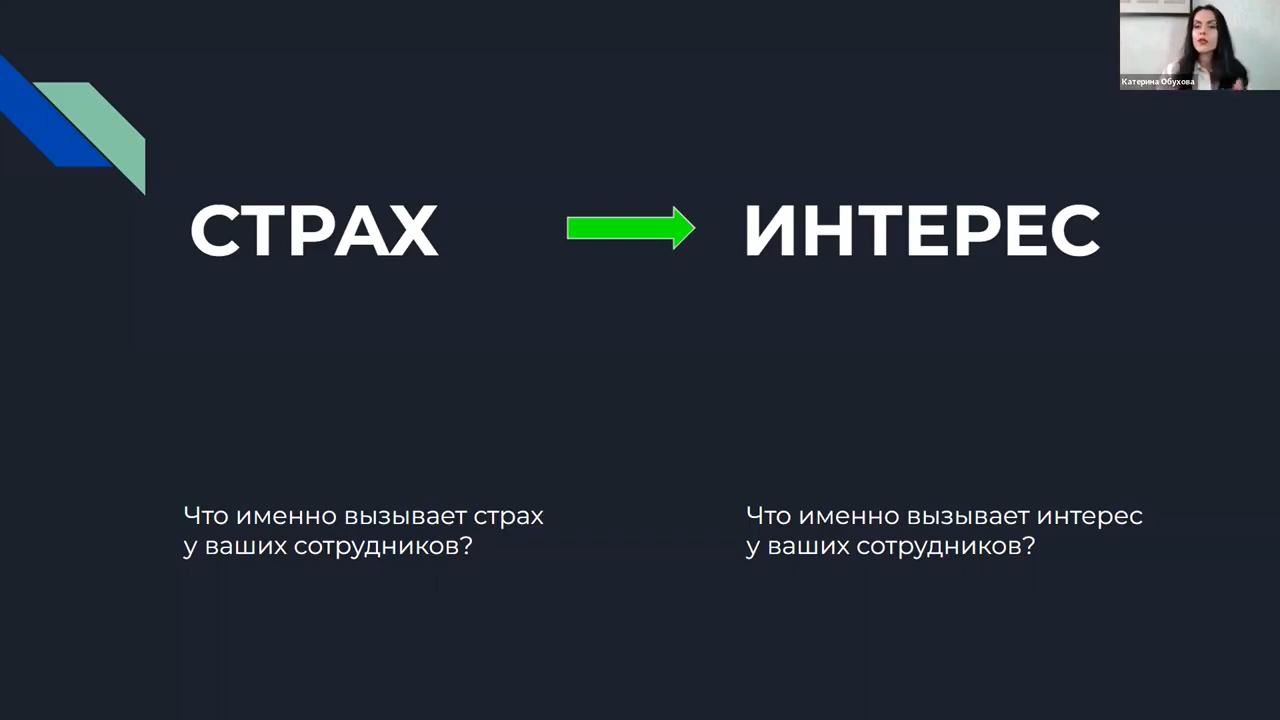 Катерина Обухова
СТРАХ
ИНТЕРЕС
Что именно вызывает страх
у ваших сотрудников?
Что именно вызывает интерес
у ваших сотрудников?